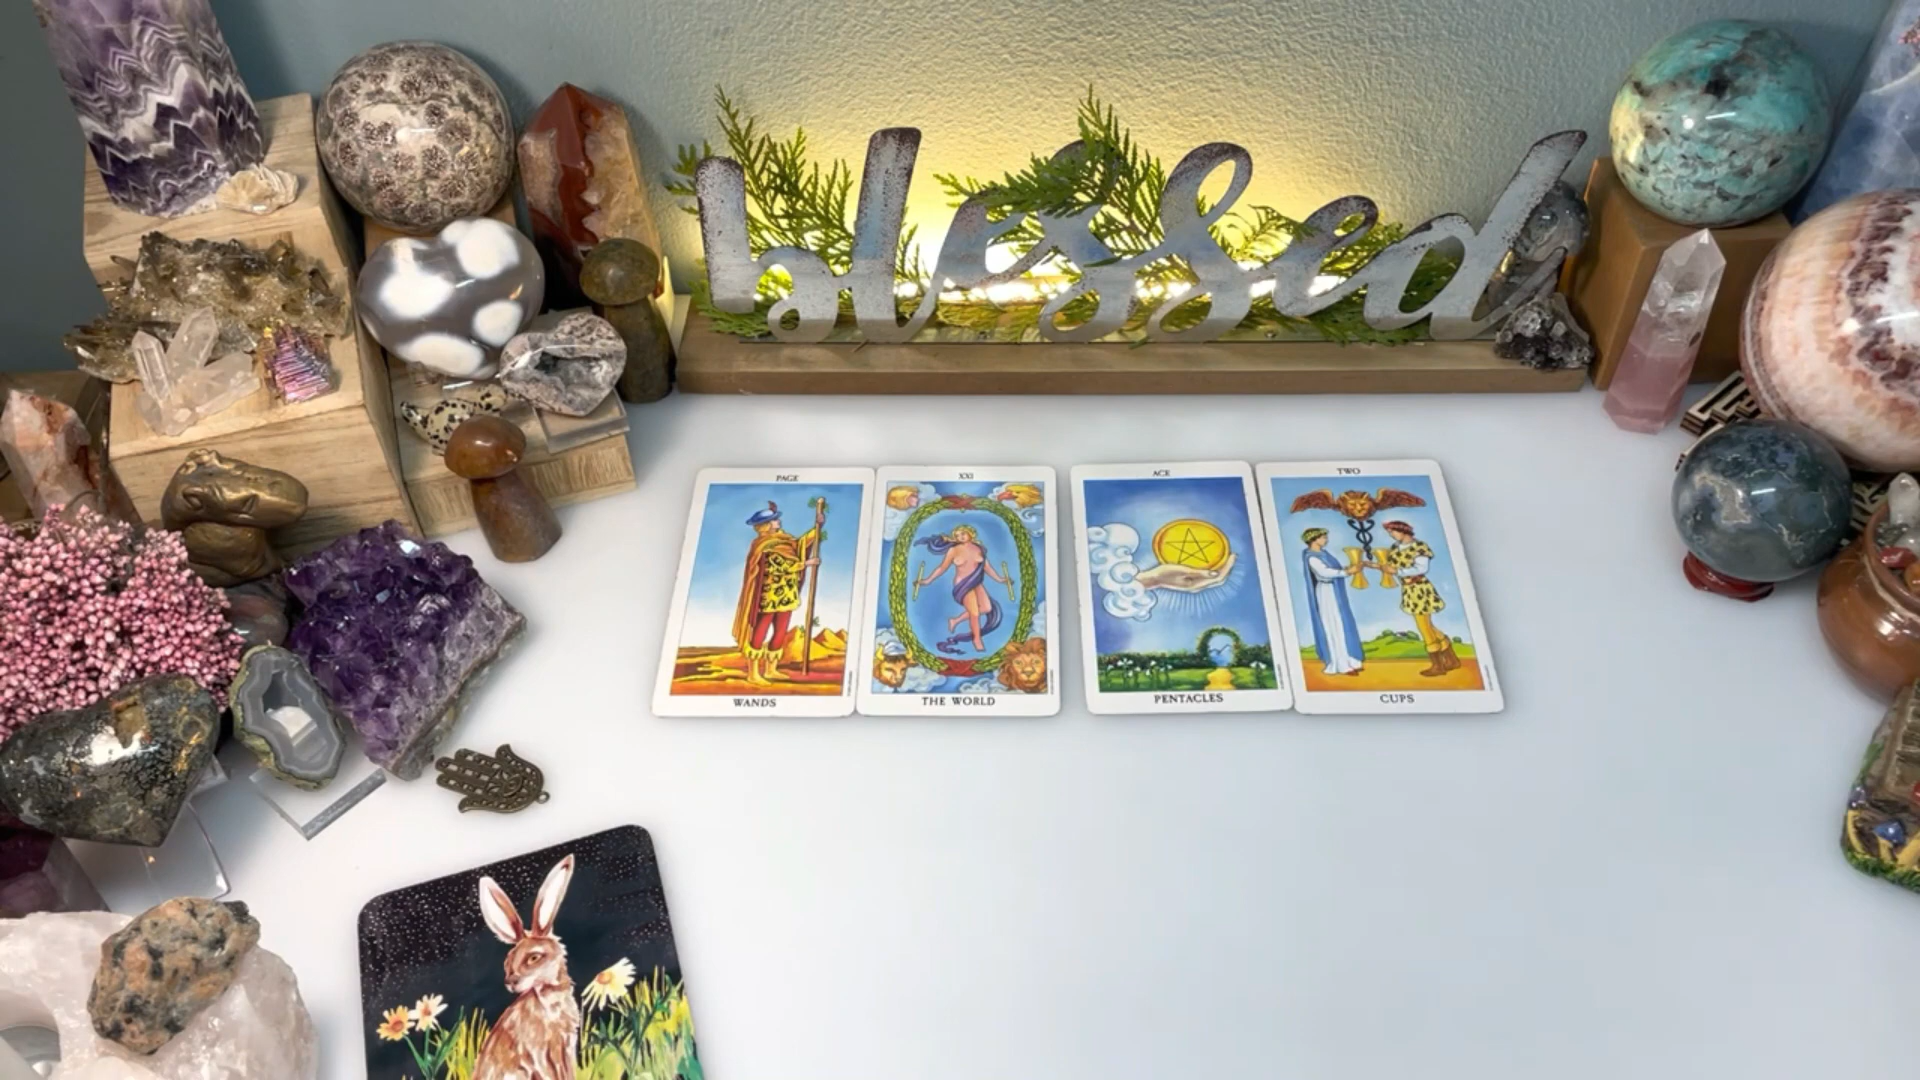 blessed
PAGE
WANDS
XXI
THE WORLD
ACE
PENTACLES
TWO
CUPS